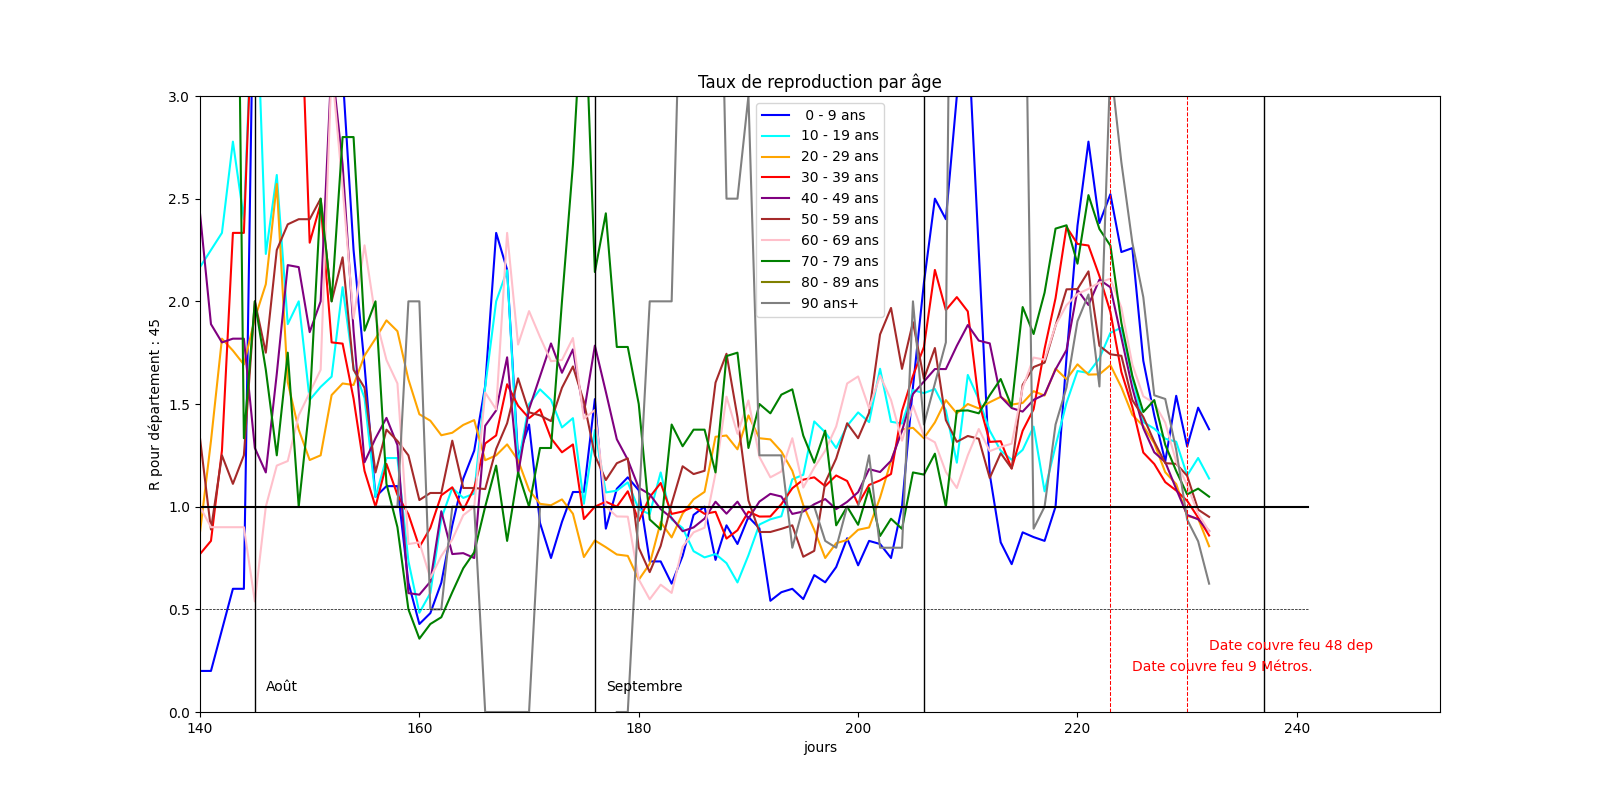 Taux de reproduction par âge
R pour département : 45
3.0
2.5
2.0
1.5
1.0
0.5
0.0
0 - 9 ans
10 - 19 ans
20 - 29 ans
30 - 39 ans
40 - 49 ans
50 - 59 ans
60 - 69 ans
70 - 79 ans
80 - 89 ans
90 ans+
Date couvre feu 48 dep
Date couvre feu 9 Métros.
Août
Septembre
140
160
180
200
220
240
jours